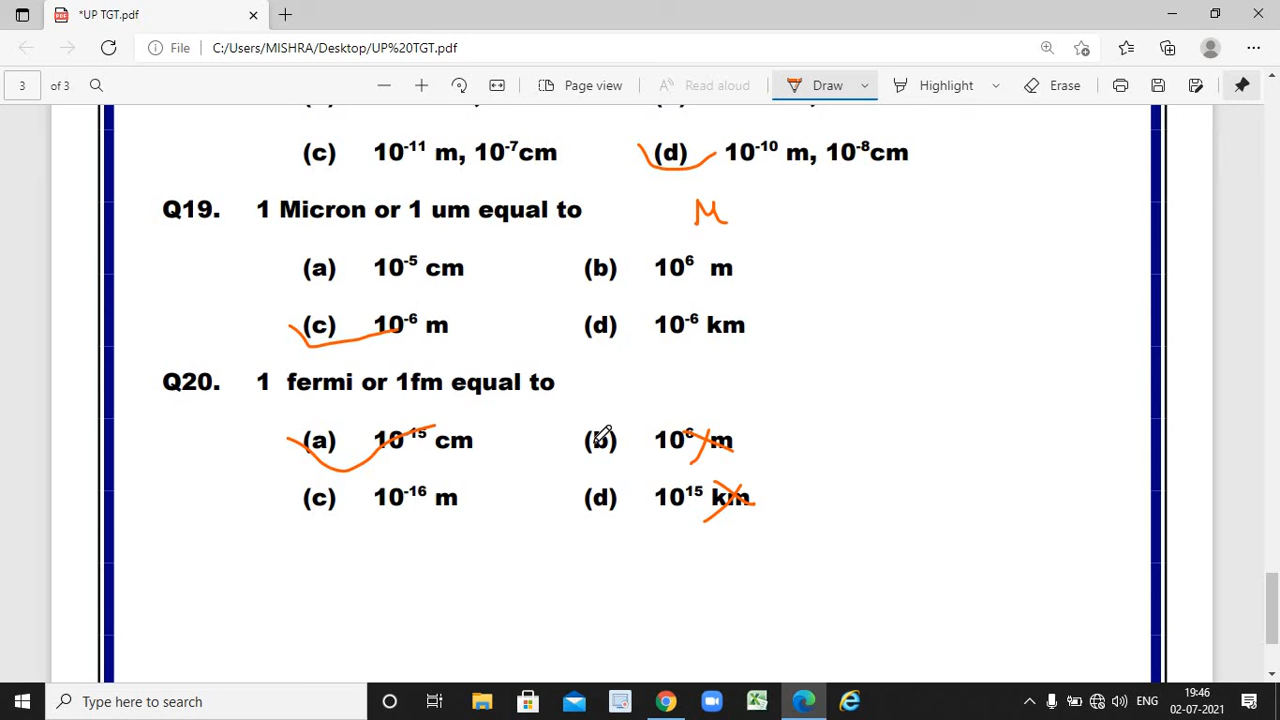 *UP TGT.pdf
File C:/Users/MISHRA/Desktop/UP%20TGT.pdf
3 of 3 Page view Read aloud Draw Highlight Erase
(c) 10⁻¹¹ m, 10⁻⁷cm (d) 10⁻¹⁰ m, 10⁻⁸cm
Q19. 1 Micron or 1 um equal to μ
(a) 10⁻⁵ cm (b) 10⁶ m
(c) 10⁻⁶ m (d) 10⁻⁶ km
Q20. 1 fermi or 1fm equal to
(a) 10⁻¹⁵ cm (b) 10⁶ m
(c) 10⁻¹⁶ m (d) 10¹⁵ km
Type here to search ENG 19:46
02-07-2021